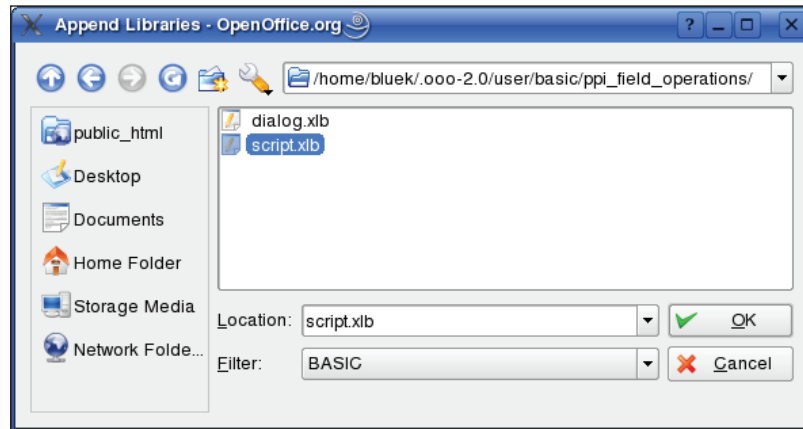 Append Libraries - OpenOffice.org
/home/bluek/.ooo-2.0/user/basic/ppi_field_operations/
public_html
Desktop
Documents
Home Folder
Storage Media
Network Folde...
dialog.xlb
script.xlb
Location: script.xlb
OK
Filter: BASIC
Cancel